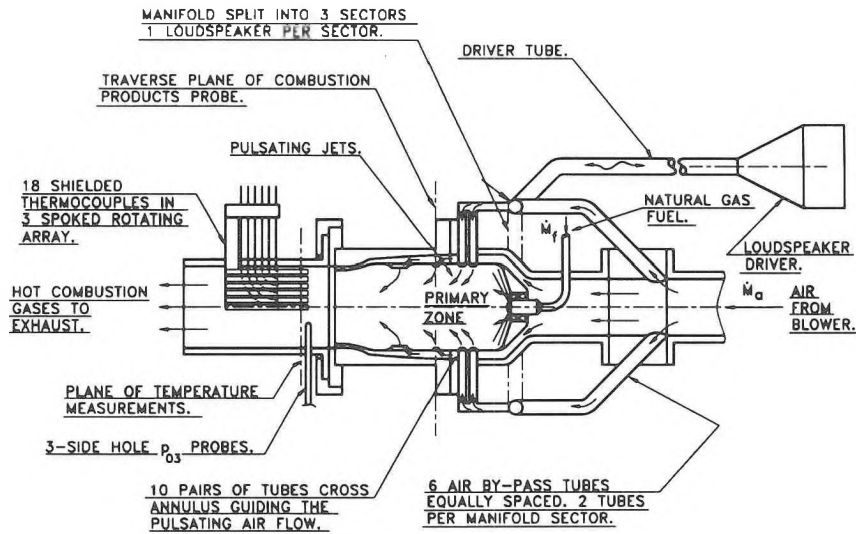 MANIFOLD SPLIT INTO 3 SECTORS
1 LOUDSPEAKER PER SECTOR.
DRIVER TUBE.
TRAVERSE PLANE OF COMBUSTION
PRODUCTS PROBE.
PULSATING JETS.
18 SHIELDED
THERMOCOUPLES IN
3 SPOKED ROTATING
ARRAY.
NATURAL GAS
FUEL.
Ṁf
LOUDSPEAKER
DRIVER.
Ṁa
HOT COMBUSTION
GASES TO
EXHAUST.
PRIMARY
ZONE
AIR
FROM
BLOWER.
PLANE OF TEMPERATURE
MEASUREMENTS.
3-SIDE HOLE p03 PROBES.
10 PAIRS OF TUBES CROSS
ANNULUS GUIDING THE
PULSATING AIR FLOW.
6 AIR BY-PASS TUBES
EQUALLY SPACED. 2 TUBES
PER MANIFOLD SECTOR.